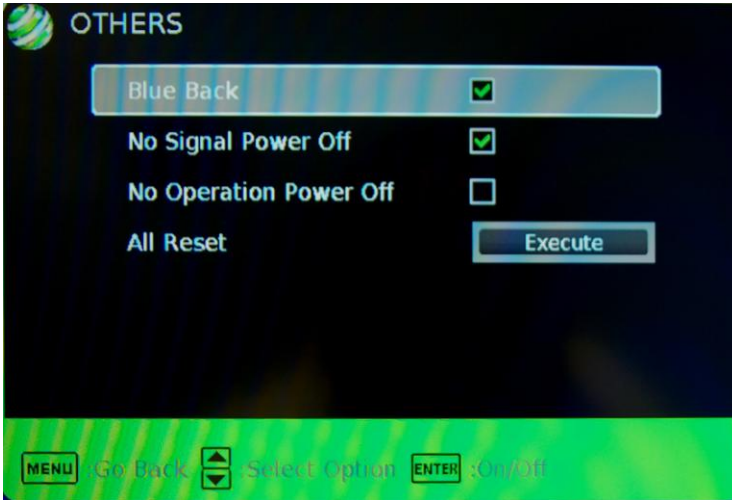 OTHERS
Blue Back
No Signal Power Off
No Operation Power Off
All Reset Execute
MENU :Go Back :Select Option ENTER :On/Off